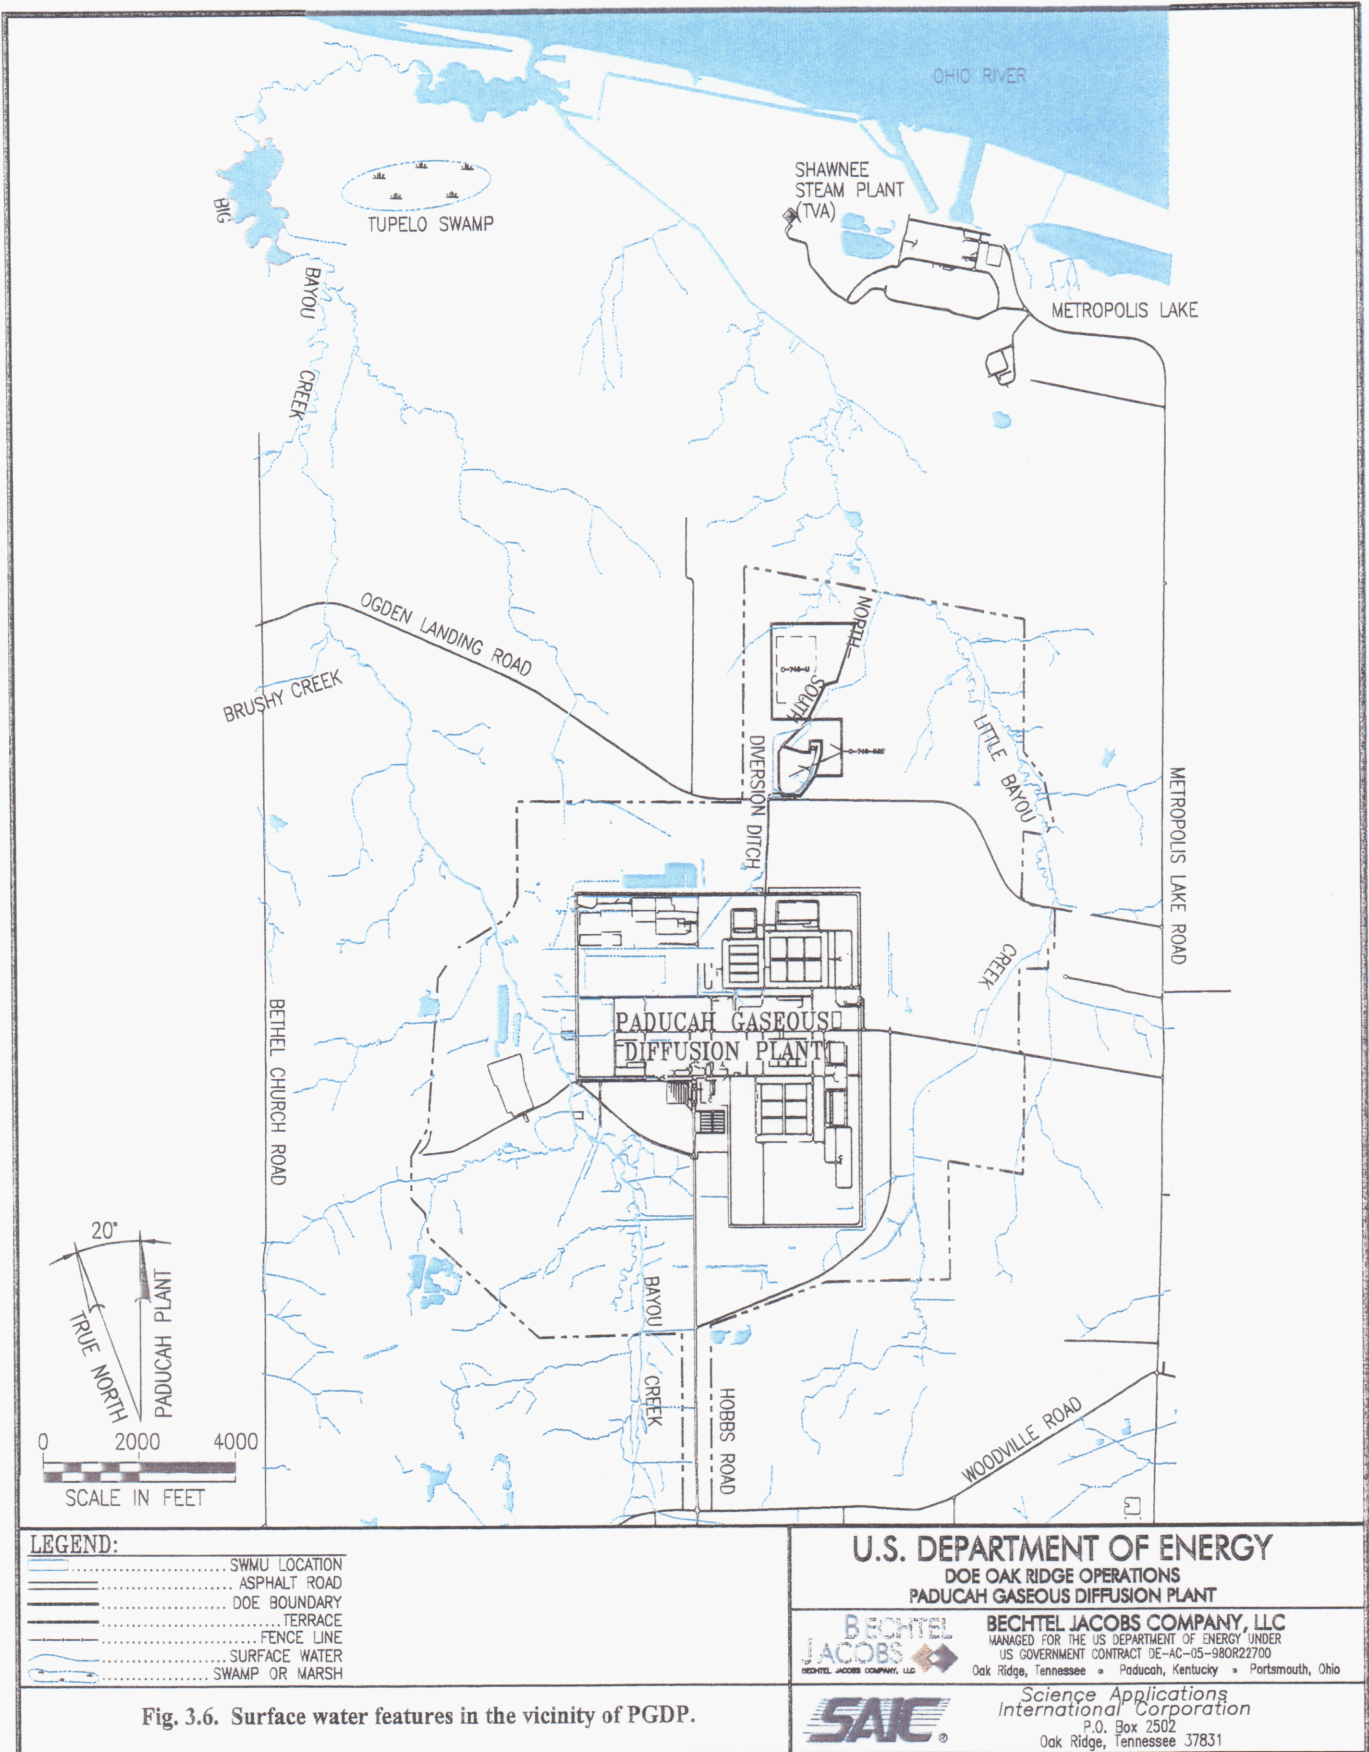 OHIO RIVER
SHAWNEE
STEAM PLANT
(TVA)
BIG
TUPELO SWAMP
BAYOU
METROPOLIS LAKE
CREEK
OGDEN LANDING ROAD
NORTH-
BRUSHY CREEK
SOUTH
LITTLE BAYOU
DIVERSION DITCH
METROPOLIS LAKE ROAD
CREEK
BETHEL CHURCH ROAD
PADUCAH GASEOUS
DIFFUSION PLANT
20°
TRUE NORTH
PADUCAH PLANT
BAYOU
CREEK
HOBBS ROAD
WOODVILLE ROAD
0 2000 4000
SCALE IN FEET
LEGEND:
SWMU LOCATION
ASPHALT ROAD
DOE BOUNDARY
TERRACE
FENCE LINE
SURFACE WATER
SWAMP OR MARSH
Fig. 3.6. Surface water features in the vicinity of PGDP.
U.S. DEPARTMENT OF ENERGY
DOE OAK RIDGE OPERATIONS
PADUCAH GASEOUS DIFFUSION PLANT
BECHTEL
JACOBS
BECHTEL JACOBS COMPANY, LLC
BECHTEL JACOBS COMPANY, LLC
MANAGED FOR THE US DEPARTMENT OF ENERGY UNDER
US GOVERNMENT CONTRACT DE-AC-05-98OR22700
Oak Ridge, Tennessee • Paducah, Kentucky • Portsmouth, Ohio
SAIC®
Science Applications
International Corporation
P.O. Box 2502
Oak Ridge, Tennessee 37831